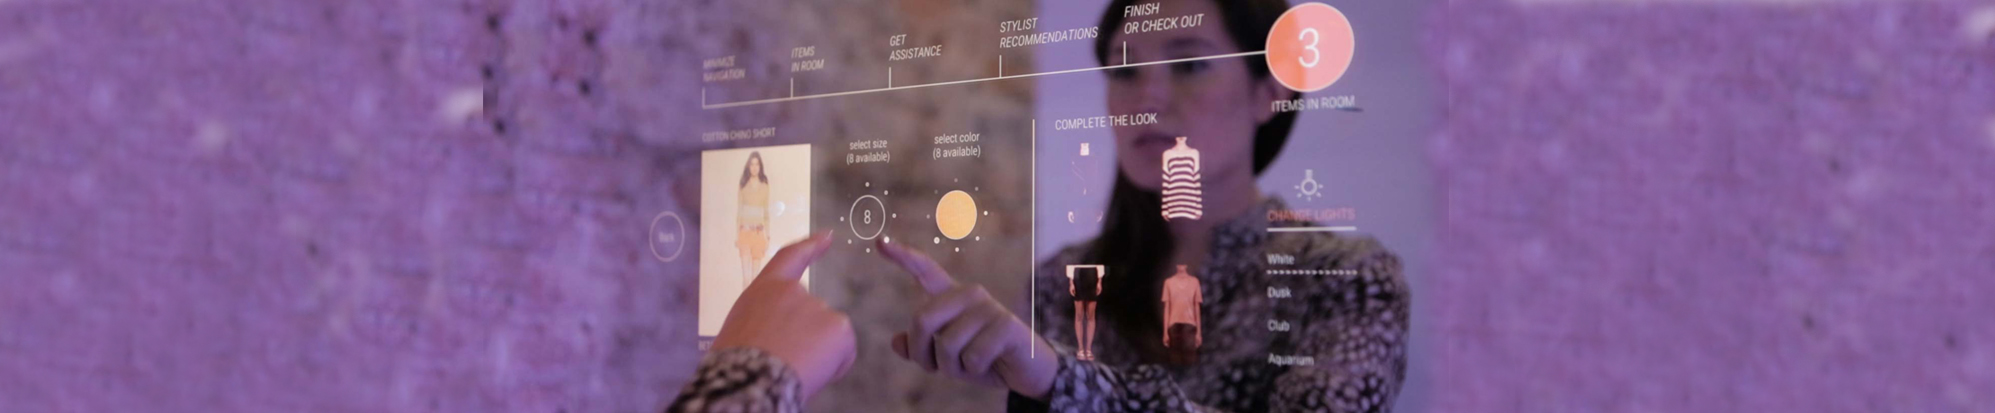 MINIMIZE
NAVIGATION
ITEMS
IN ROOM
GET
ASSISTANCE
STYLIST
RECOMMENDATIONS
FINISH
OR CHECK OUT
3
ITEMS IN ROOM
COTTON CHINO SHORT
select size
(8 available)
8
select color
(8 available)
COMPLETE THE LOOK
CHANGE LIGHTS
White
Dusk
Club
Aquarium